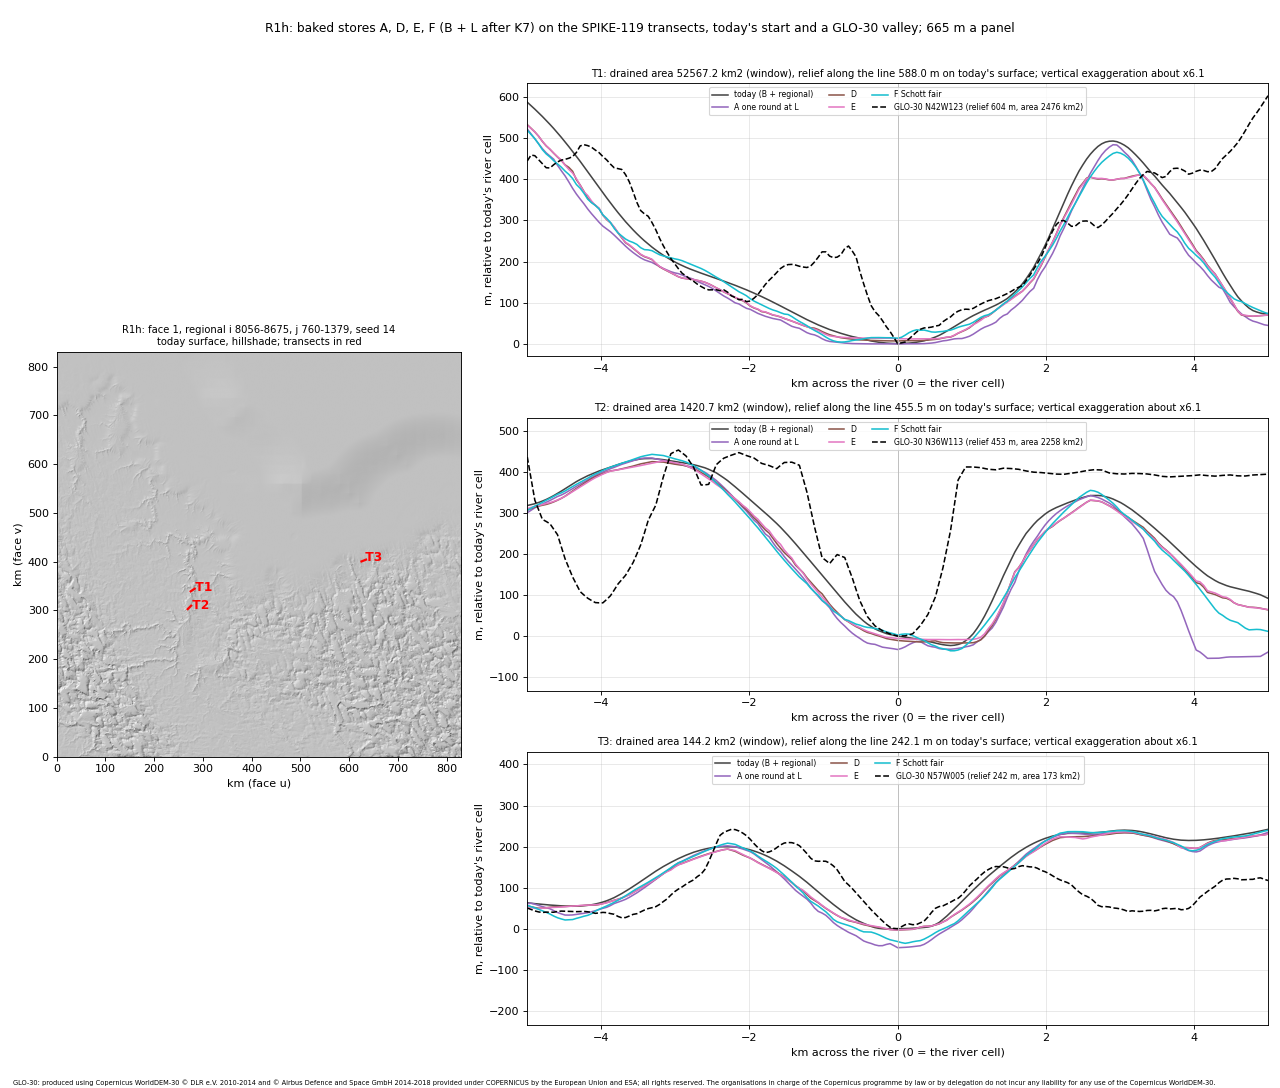 R1h: baked stores A, D, E, F (B + L after K7) on the SPIKE-119 transects, today's start and a GLO-30 valley; 665 m a panel
R1h: face 1, regional i 8056-8675, j 760-1379, seed 14
today surface, hillshade; transects in red
800
700
600
500
400
300
200
100
0
0 100 200 300 400 500 600 700 800
km (face v)
km (face u)
T1
T2
T3
T1: drained area 52567.2 km2 (window), relief along the line 588.0 m on today's surface; vertical exaggeration about x6.1
today (B + regional)
A one round at L
D
E
F Schott fair
GLO-30 N42W123 (relief 604 m, area 2476 km2)
600
500
400
300
200
100
0
m, relative to today's river cell
−4 −2 0 2 4
km across the river (0 = the river cell)
T2: drained area 1420.7 km2 (window), relief along the line 455.5 m on today's surface; vertical exaggeration about x6.1
today (B + regional)
A one round at L
D
E
F Schott fair
GLO-30 N36W113 (relief 453 m, area 2258 km2)
500
400
300
200
100
0
−100
m, relative to today's river cell
−4 −2 0 2 4
km across the river (0 = the river cell)
T3: drained area 144.2 km2 (window), relief along the line 242.1 m on today's surface; vertical exaggeration about x6.1
today (B + regional)
A one round at L
D
E
F Schott fair
GLO-30 N57W005 (relief 242 m, area 173 km2)
400
300
200
100
0
−100
−200
m, relative to today's river cell
−4 −2 0 2 4
km across the river (0 = the river cell)
GLO-30: produced using Copernicus WorldDEM-30 © DLR e.V. 2010-2014 and © Airbus Defence and Space GmbH 2014-2018 provided under COPERNICUS by the European Union and ESA; all rights reserved. The organisations in charge of the Copernicus programme by law or by delegation do not incur any liability for any use of the Copernicus WorldDEM-30.